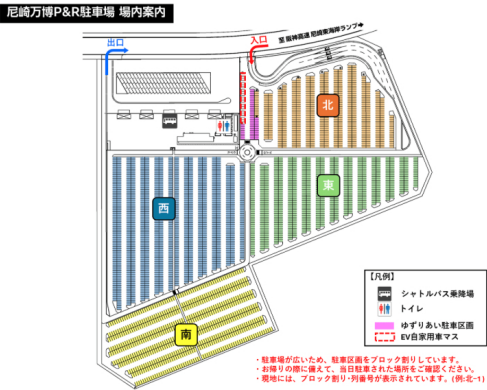 尼崎万博P&R駐車場 場内案内
出口
入口
至 阪神高速 尼崎東海岸ランプ
北
西
東
南
【凡例】
シャトルバス乗降場
トイレ
ゆずりあい駐車区画
EV自家用車マス
・駐車場が広いため、駐車区画をブロック割りしています。
・お帰りの際に備えて、当日駐車された場所をご確認ください。
・現地には、ブロック割り・列番号が表示されています。(例:北-1)